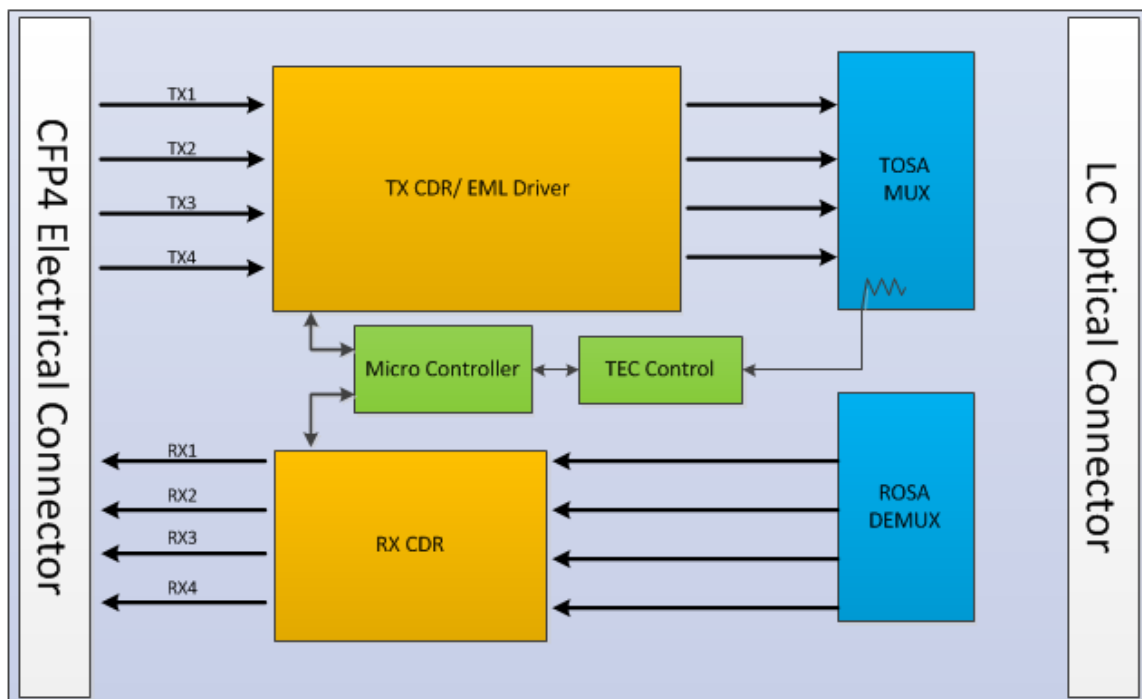 CFP4 Electrical Connector
TX1
TX2
TX3
TX4
TX CDR/ EML Driver
TOSA
MUX
LC Optical Connector
Micro Controller
TEC Control
RX1
RX2
RX3
RX4
RX CDR
ROSA
DEMUX